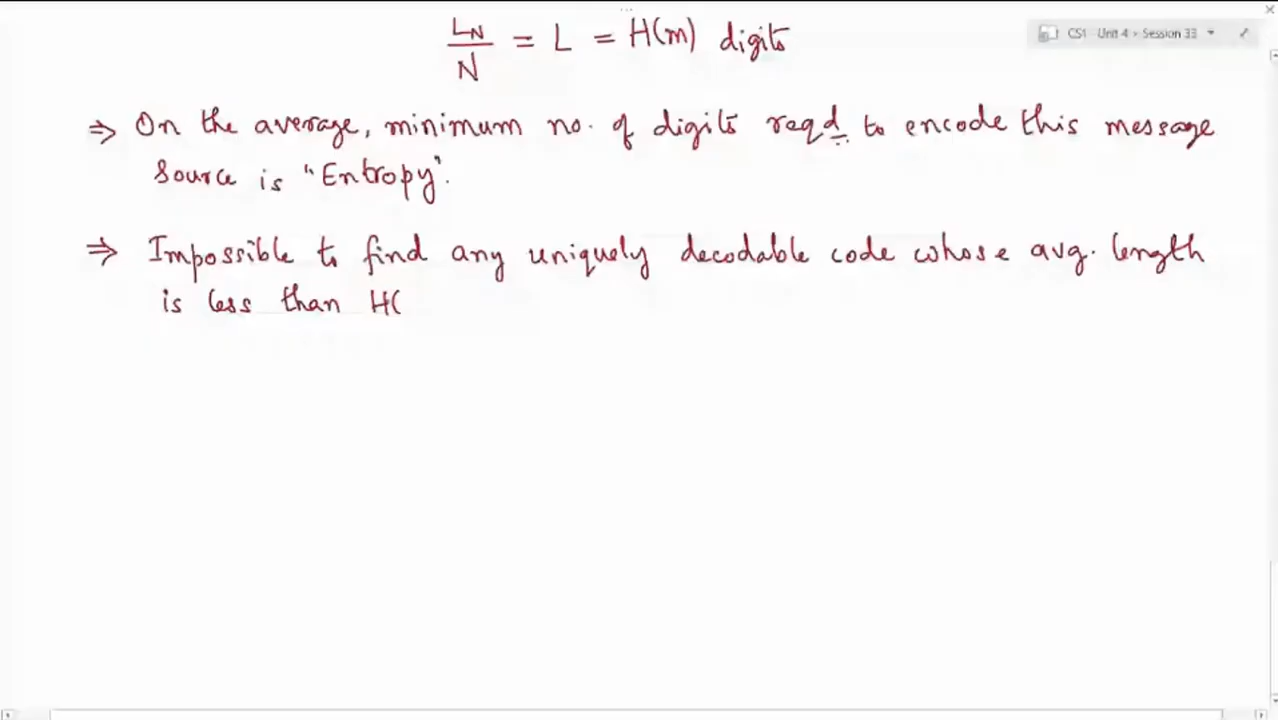 CS1 - Unit 4 > Session 33
L_N/N = L = H(m) digits
⇒ On the average, minimum no. of digits reqd to encode this message
Source is "Entropy".
⇒ Impossible to find any uniquely decodable code whose avg. length
is less than H(